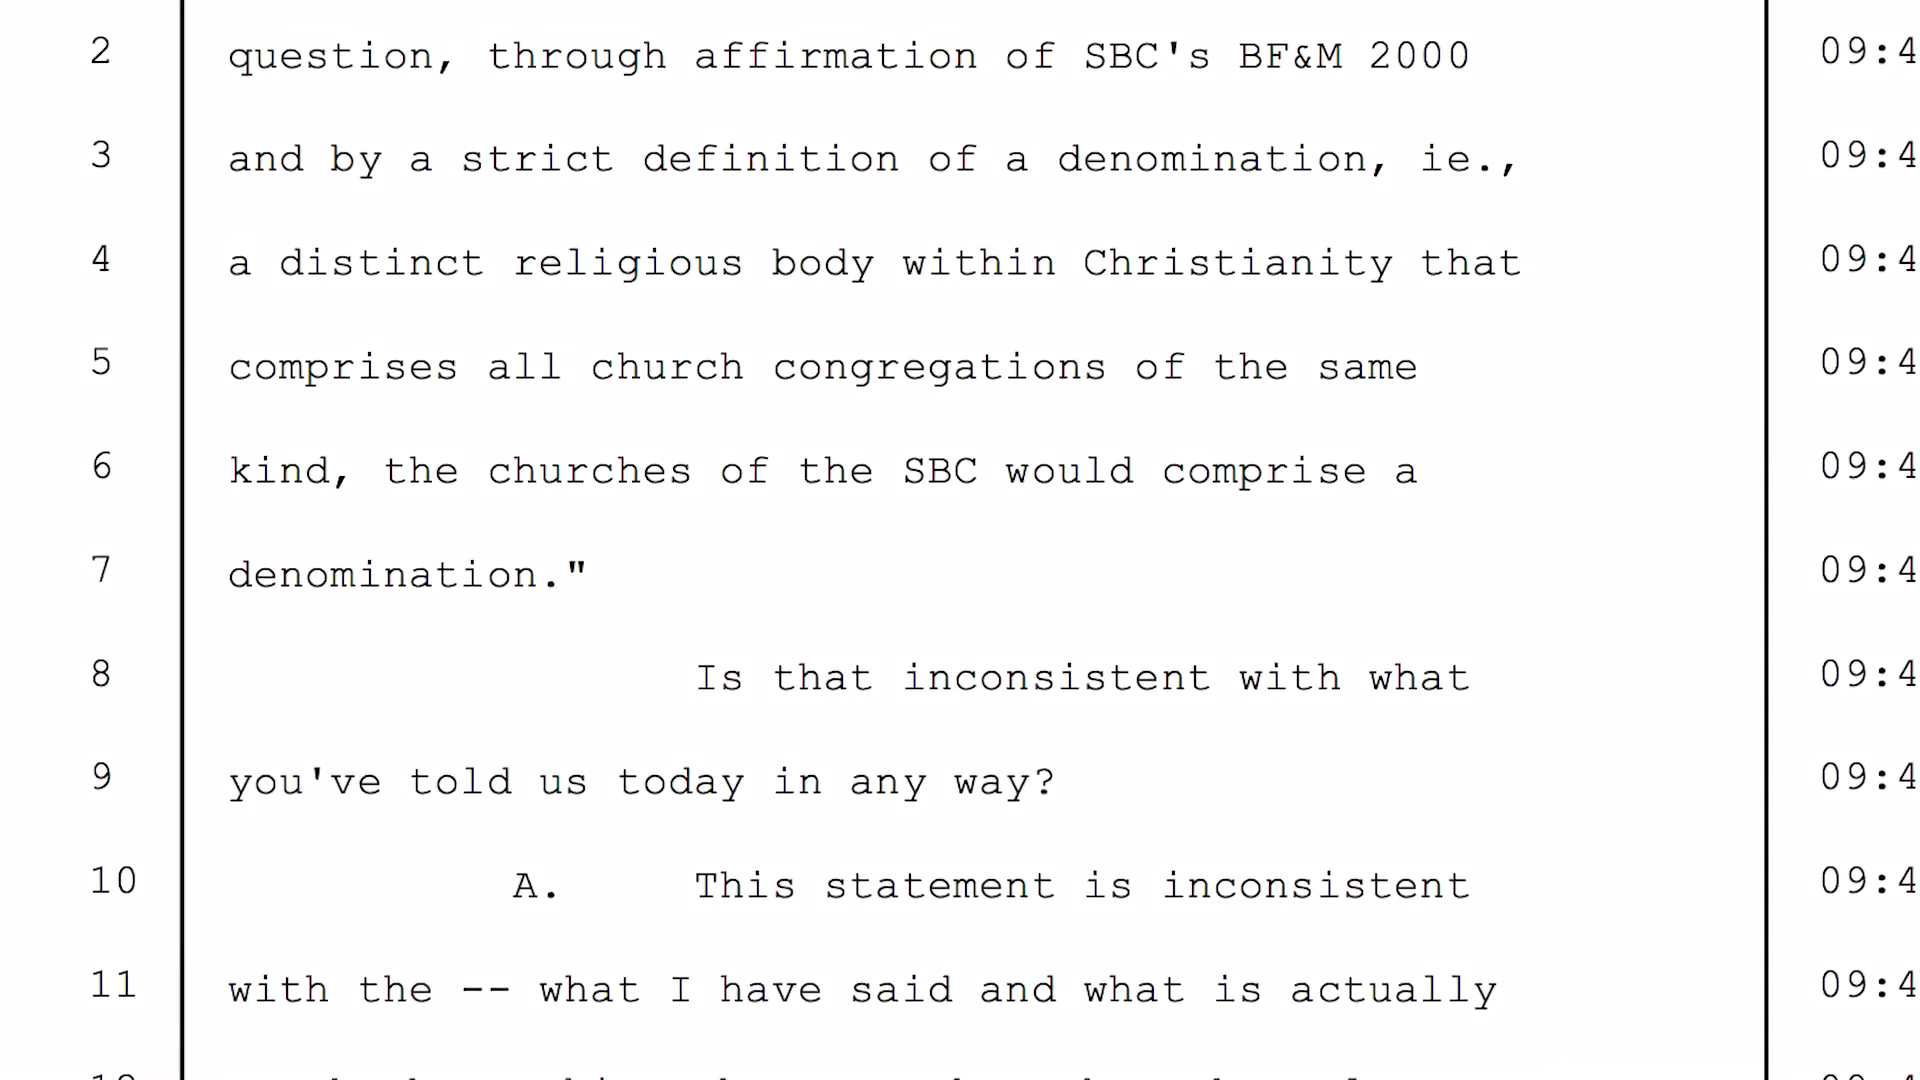 2 question, through affirmation of SBC's BF&M 2000 09:4
3 and by a strict definition of a denomination, ie., 09:4
4 a distinct religious body within Christianity that 09:4
5 comprises all church congregations of the same 09:4
6 kind, the churches of the SBC would comprise a 09:4
7 denomination." 09:4
8 Is that inconsistent with what 09:4
9 you've told us today in any way? 09:4
10 A. This statement is inconsistent 09:4
11 with the -- what I have said and what is actually 09:4